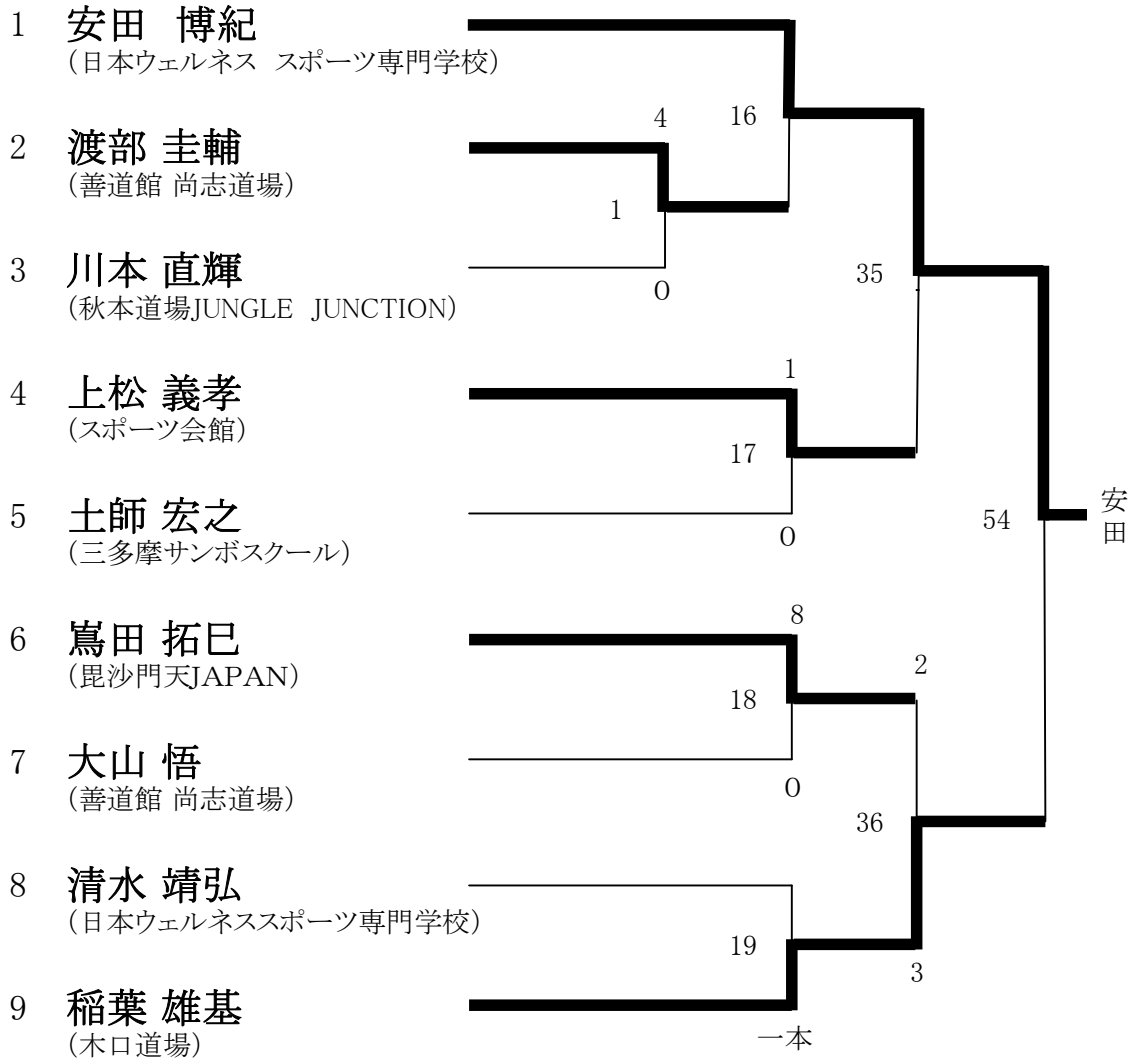 1 安田 博紀
(日本ウェルネス スポーツ専門学校)
16
4
2 渡部 圭輔
(善道館 尚志道場)
1
3 川本 直輝
(秋本道場JUNGLE JUNCTION)
0
35
4 上松 義孝
(スポーツ会館)
1
17
5 土師 宏之
(三多摩サンボスクール)
0
54
安田
6 嶌田 拓巳
(毘沙門天JAPAN)
8
2
18
7 大山 悟
(善道館 尚志道場)
0
36
8 清水 靖弘
(日本ウェルネススポーツ専門学校)
19
3
9 稲葉 雄基
(木口道場)
一本